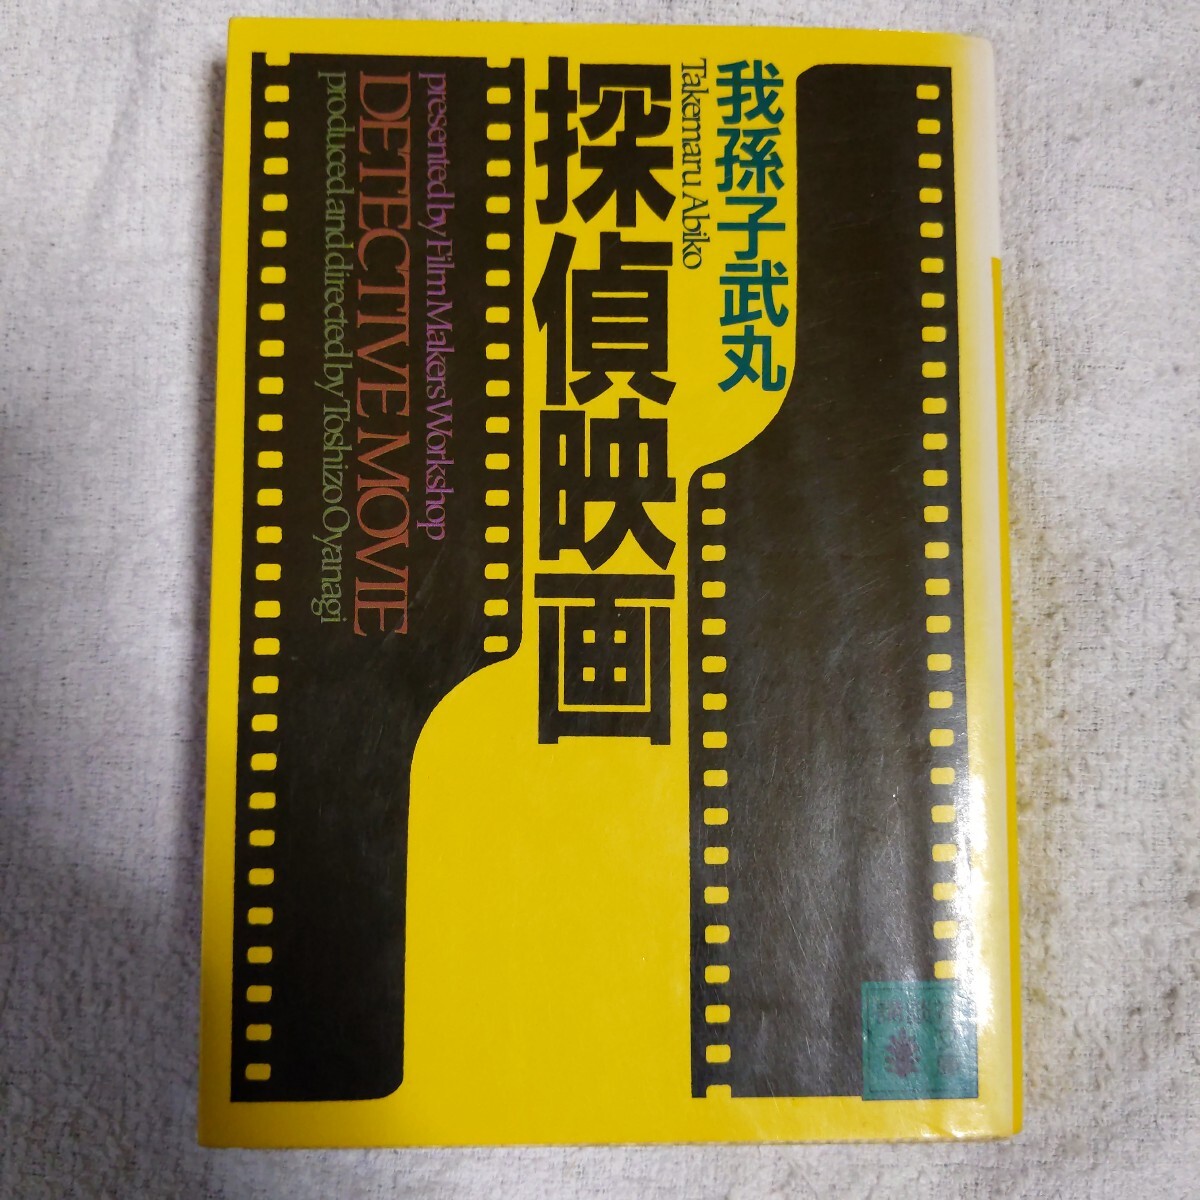 我孫子武丸
Takemaru Abiko
探偵映画
presented by Film Makers Workshop
DETECTIVE MOVIE
produced and directed by Toshizo Oyanagi